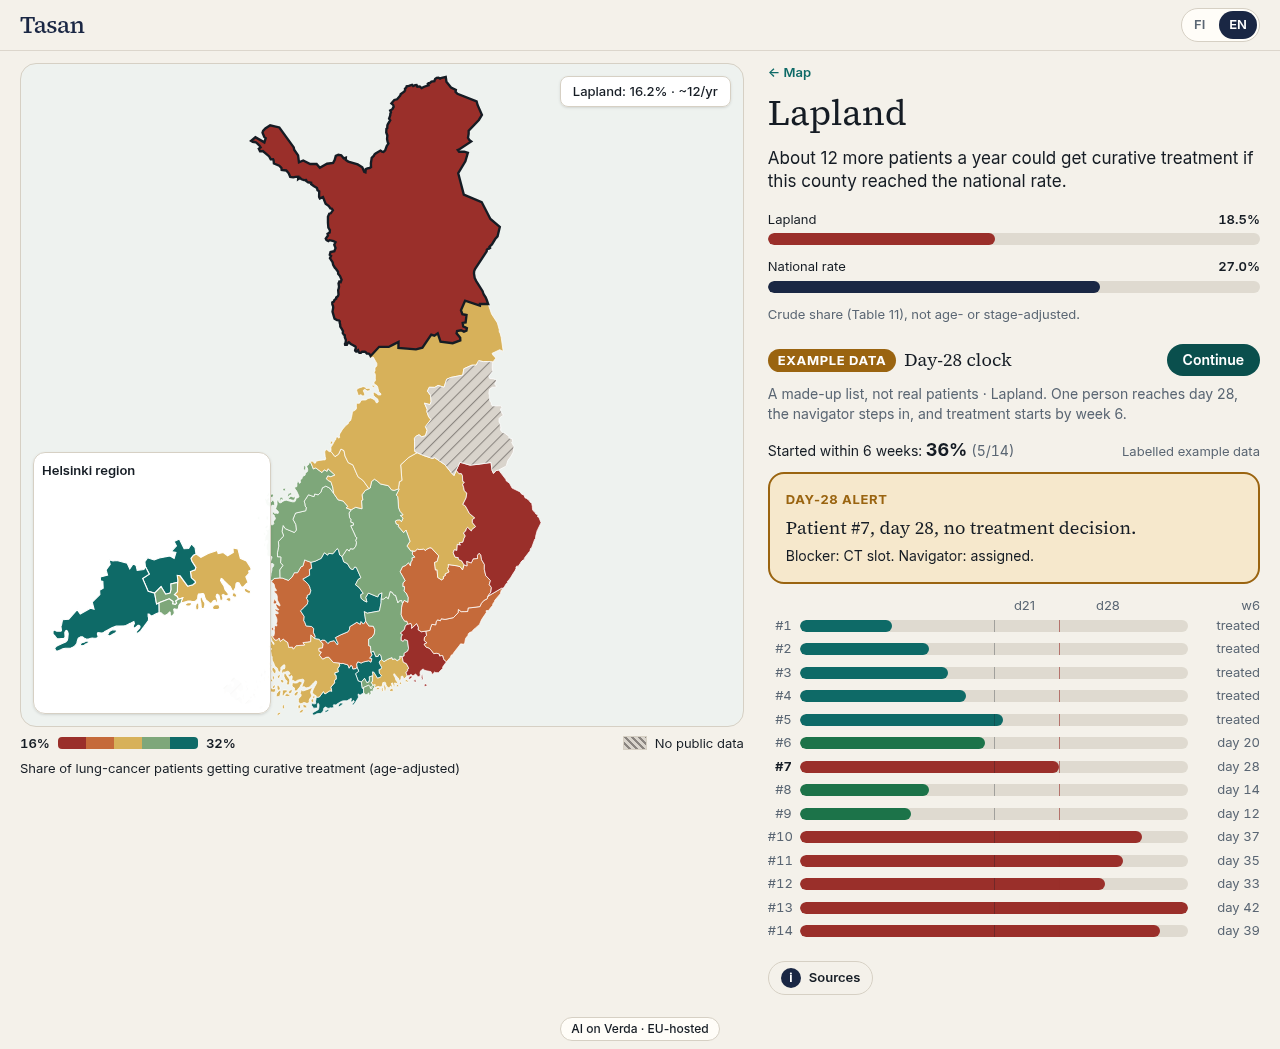 Tasan
FI EN
Lapland: 16.2% · ~12/yr
Helsinki region
16% 32%
No public data
Share of lung-cancer patients getting curative treatment (age-adjusted)
← Map
Lapland
About 12 more patients a year could get curative treatment if
this county reached the national rate.
Lapland 18.5%
National rate 27.0%
Crude share (Table 11), not age- or stage-adjusted.
EXAMPLE DATA Day-28 clock Continue
A made-up list, not real patients · Lapland. One person reaches day 28,
the navigator steps in, and treatment starts by week 6.
Started within 6 weeks: 36% (5/14) Labelled example data
DAY-28 ALERT
Patient #7, day 28, no treatment decision.
Blocker: CT slot. Navigator: assigned.
d21 d28 w6
#1 treated
#2 treated
#3 treated
#4 treated
#5 treated
#6 day 20
#7 day 28
#8 day 14
#9 day 12
#10 day 37
#11 day 35
#12 day 33
#13 day 42
#14 day 39
i Sources
AI on Verda · EU-hosted